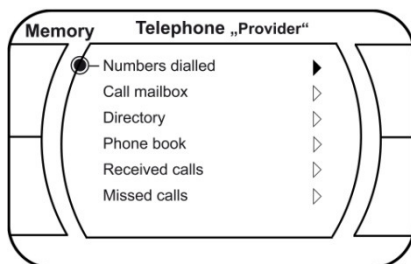 Memory
Telephone „Provider“
Numbers dialled
Call mailbox
Directory
Phone book
Received calls
Missed calls